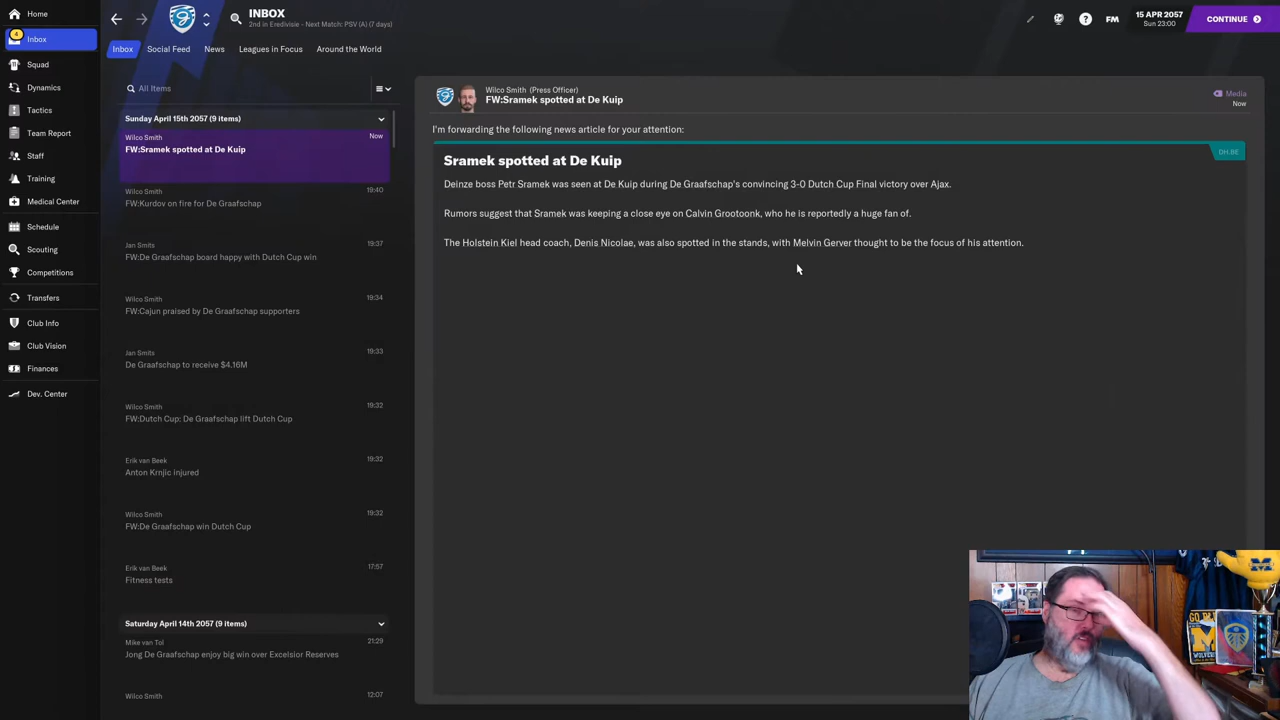 Home
INBOX
2nd in Eredivisie - Next Match: PSV (A) (7 days)
FM
15 APR 2057
Sun 23:00
CONTINUE
4
Inbox
Squad
Dynamics
Tactics
Team Report
Staff
Training
Medical Center
Schedule
Scouting
Competitions
Transfers
Club Info
Club Vision
Finances
Dev. Center
Inbox
Social Feed
News
Leagues in Focus
Around the World
All Items
Sunday April 15th 2057 (9 items)
Wilco Smith
Now
FW:Sramek spotted at De Kuip
Wilco Smith
19:40
FW:Kurdov on fire for De Graafschap
Jan Smits
19:37
FW:De Graafschap board happy with Dutch Cup win
Wilco Smith
19:34
FW:Cajun praised by De Graafschap supporters
Jan Smits
19:33
De Graafschap to receive $4.16M
Wilco Smith
19:32
FW:Dutch Cup: De Graafschap lift Dutch Cup
Erik van Beek
19:32
Anton Krnjic injured
Wilco Smith
19:32
FW:De Graafschap win Dutch Cup
Erik van Beek
17:57
Fitness tests
Saturday April 14th 2057 (9 items)
Mike van Tol
21:29
Jong De Graafschap enjoy big win over Excelsior Reserves
Wilco Smith
12:07
Wilco Smith (Press Officer)
FW:Sramek spotted at De Kuip
Media
Now
I'm forwarding the following news article for your attention:
Sramek spotted at De Kuip
DH.BE
Deinze boss Petr Sramek was seen at De Kuip during De Graafschap's convincing 3-0 Dutch Cup Final victory over Ajax.
Rumors suggest that Sramek was keeping a close eye on Calvin Grootoonk, who he is reportedly a huge fan of.
The Holstein Kiel head coach, Denis Nicolae, was also spotted in the stands, with Melvin Gerver thought to be the focus of his attention.
M
GO
M